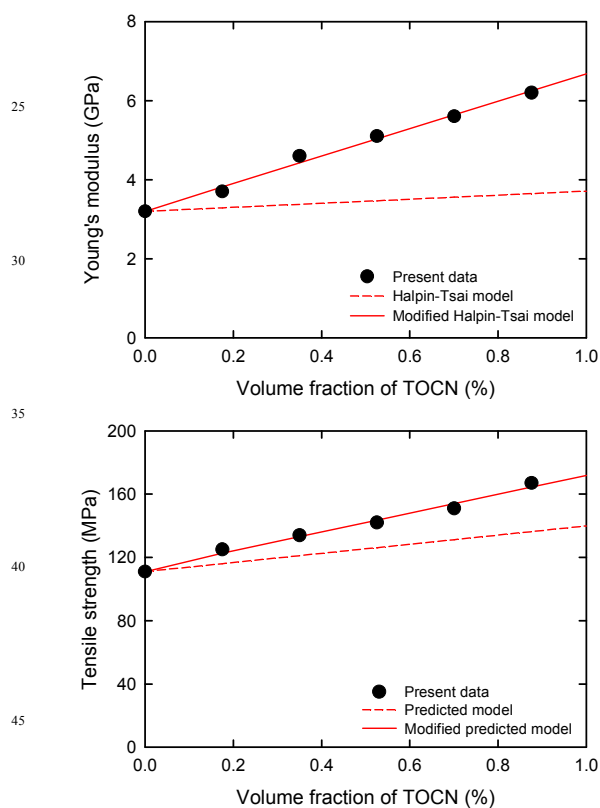 8
25
6
4
30
2
0
Young's modulus (GPa)
Present data
Halpin-Tsai model
Modified Halpin-Tsai model
0.0 0.2 0.4 0.6 0.8 1.0
Volume fraction of TOCN (%)
35
200
160
120
40
80
40
45
0
Tensile strength (MPa)
Present data
Predicted model
Modified predicted model
0.0 0.2 0.4 0.6 0.8 1.0
Volume fraction of TOCN (%)